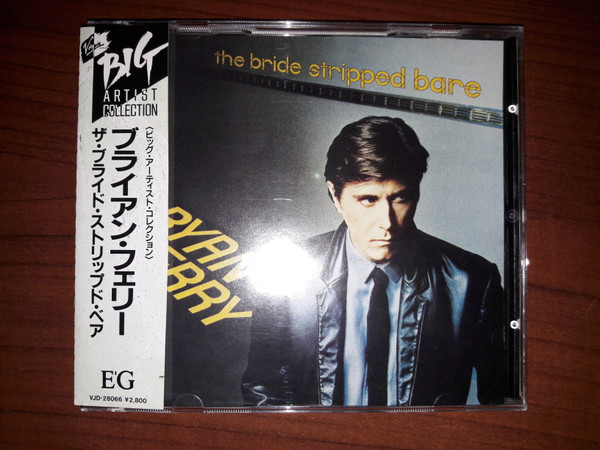 Virgin
BIG
ARTIST
COLLECTION
〈ビッグ・アーティスト・コレクション〉
ブライアン・フェリー
ザ・ブライド・ストリップド・ベア
E'G
VJD-28066 ¥2,800
the bride stripped bare
RYAN
ERRY